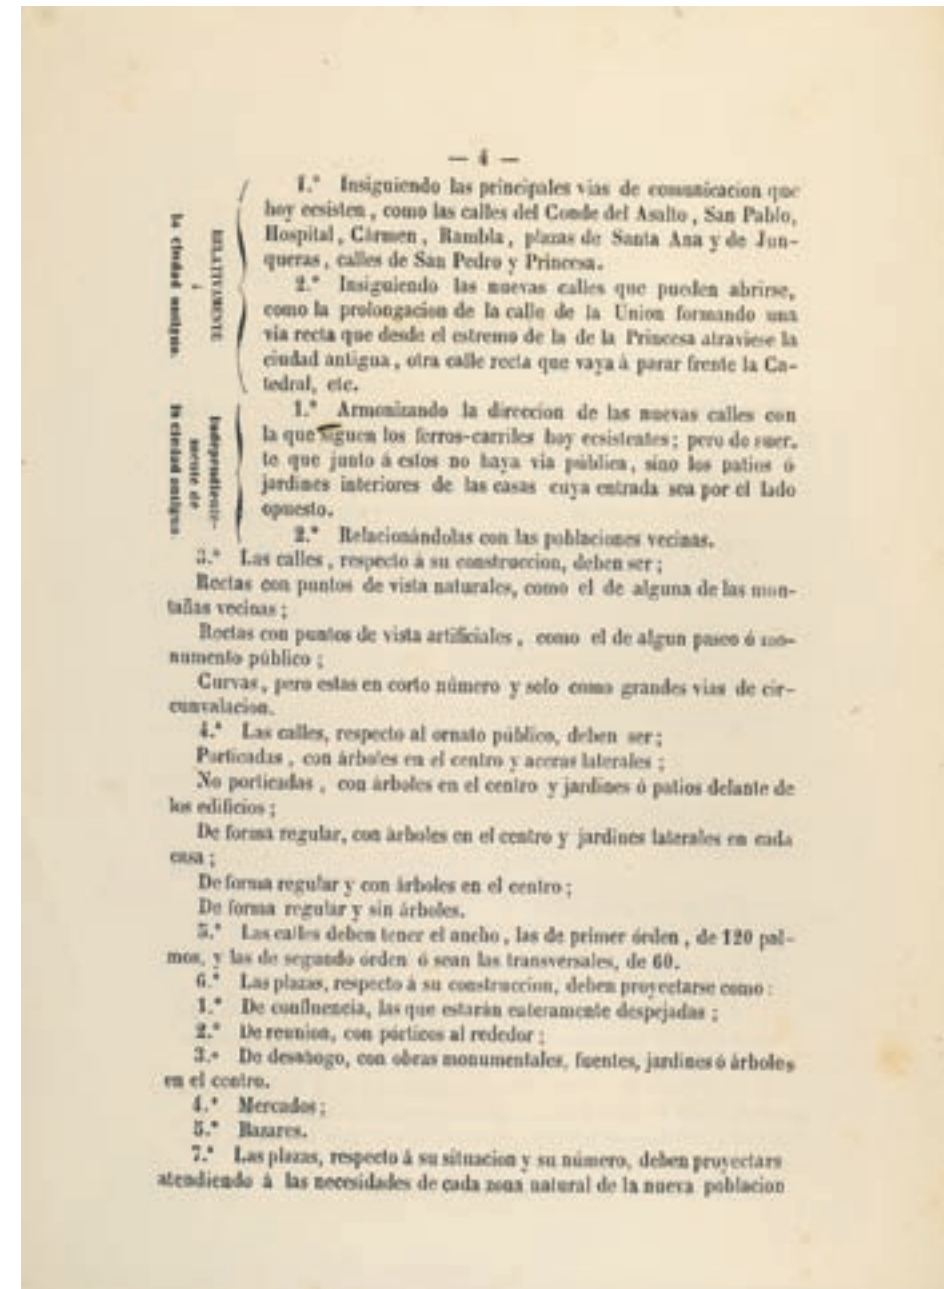 — 4 —
RELATIVAMENTE
á
la ciudad antigua.
1.° Insiguiendo las principales vias de comunicacion que
hoy ecsisten, como las calles del Conde del Asalto, San Pablo,
Hospital, Cármen, Rambla, plazas de Santa Ana y de Jun-
queras, calles de San Pedro y Princesa.
2.° Insiguiendo las nuevas calles que pueden abrirse,
como la prolongacion de la calle de la Union formando una
via recta que desde el estremo de la de la Princesa atraviese la
ciudad antigua, otra calle recta que vaya á parar frente la Ca-
tedral, etc.
Independiente-
mente de
la ciudad antigua.
1.° Armonizando la direccion de las nuevas calles con
la que siguen los ferros-carriles hoy ecsistentes; pero de suer.
te que junto á estos no haya via pública, sino los patios ó
jardines interiores de las casas cuya entrada sea por el lado
opuesto.
2.° Relacionándolas con las poblaciones vecinas.
3.° Las calles, respecto á su construccion, deben ser;
Rectas con puntos de vista naturales, como el de alguna de las mon-
tañas vecinas;
Rectas con puntos de vista artificiales, como el de algun paseo ó mo-
numento público;
Curvas, pero estas en corto número y solo como grandes vias de cir-
cunvalacion.
4.° Las calles, respecto al ornato público, deben ser;
Porticadas, con árboles en el centro y aceras laterales;
No porticadas, con árboles en el centro y jardines ó patios delante de
los edificios;
De forma regular, con árboles en el centro y jardines laterales en cada
casa;
De forma regular y con árboles en el centro;
De forma regular y sin árboles.
5.° Las calles deben tener el ancho, las de primer órden, de 120 pal-
mos, y las de segundo órden ó sean las transversales, de 60.
6.° Las plazas, respecto á su construccion, deben proyectarse como:
1.° De confluencia, las que estarán enteramente despejadas;
2.° De reunion, con pórticos al rededor;
3.° De desahogo, con obras monumentales, fuentes, jardines ó árboles
en el centro.
4.° Mercados;
5.° Bazares.
7.° Las plazas, respecto á su situacion y su número, deben proyectars
atendiendo á las necesidades de cada zona natural de la nueva poblacion